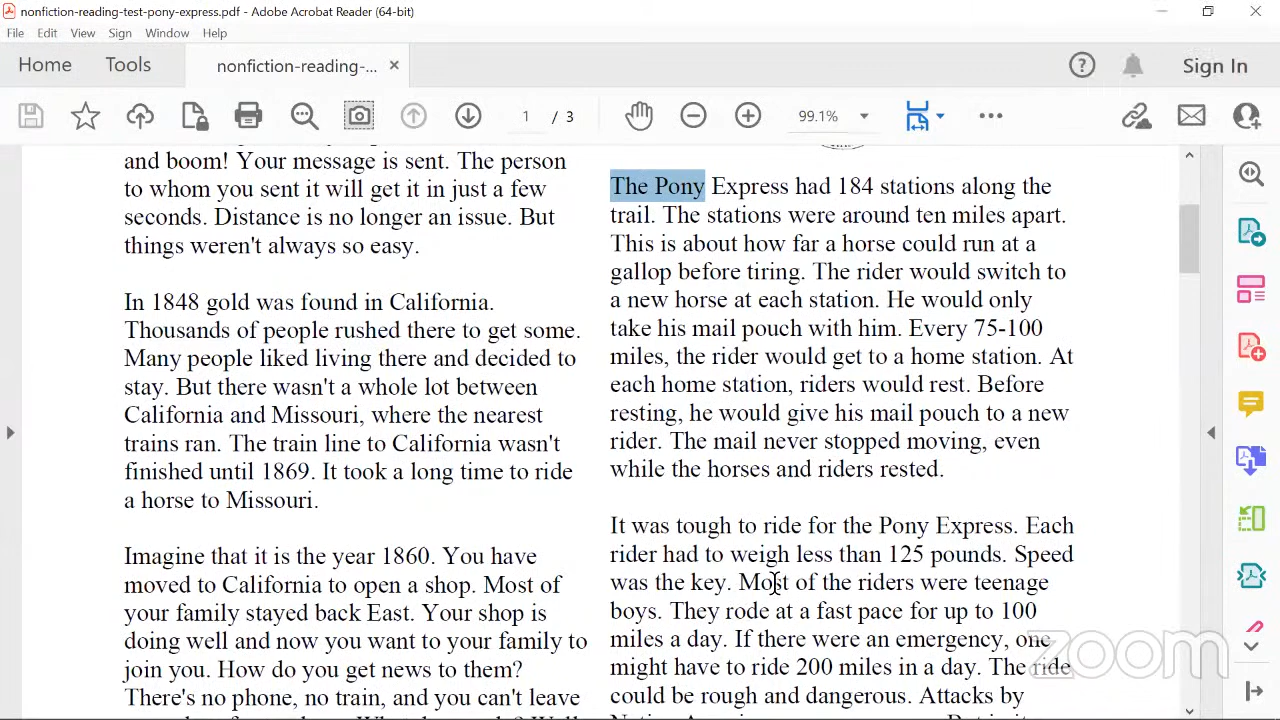 nonfiction-reading-test-pony-express.pdf - Adobe Acrobat Reader (64-bit)
File Edit View Sign Window Help
Home Tools nonfiction-reading-... × Sign In
1 / 3 99.1%
and boom! Your message is sent. The person
to whom you sent it will get it in just a few
seconds. Distance is no longer an issue. But
things weren't always so easy.
In 1848 gold was found in California.
Thousands of people rushed there to get some.
Many people liked living there and decided to
stay. But there wasn't a whole lot between
California and Missouri, where the nearest
trains ran. The train line to California wasn't
finished until 1869. It took a long time to ride
a horse to Missouri.
Imagine that it is the year 1860. You have
moved to California to open a shop. Most of
your family stayed back East. Your shop is
doing well and now you want to your family to
join you. How do you get news to them?
There's no phone, no train, and you can't leave
The Pony Express had 184 stations along the
trail. The stations were around ten miles apart.
This is about how far a horse could run at a
gallop before tiring. The rider would switch to
a new horse at each station. He would only
take his mail pouch with him. Every 75-100
miles, the rider would get to a home station. At
each home station, riders would rest. Before
resting, he would give his mail pouch to a new
rider. The mail never stopped moving, even
while the horses and riders rested.
It was tough to ride for the Pony Express. Each
rider had to weigh less than 125 pounds. Speed
was the key. Most of the riders were teenage
boys. They rode at a fast pace for up to 100
miles a day. If there were an emergency, one
might have to ride 200 miles in a day. The ride
could be rough and dangerous. Attacks by
zoom